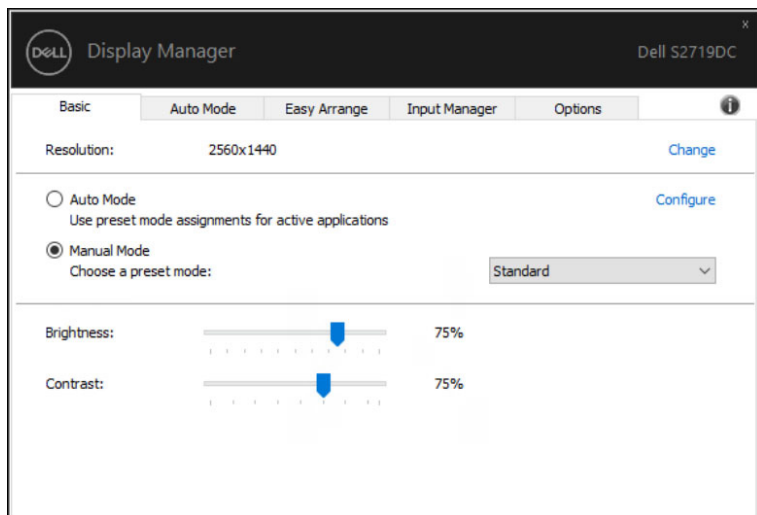 x
DELL Display Manager Dell S2719DC
Basic Auto Mode Easy Arrange Input Manager Options i
Resolution: 2560x1440 Change
Auto Mode Configure
Use preset mode assignments for active applications
Manual Mode
Choose a preset mode: Standard
Brightness: 75%
Contrast: 75%